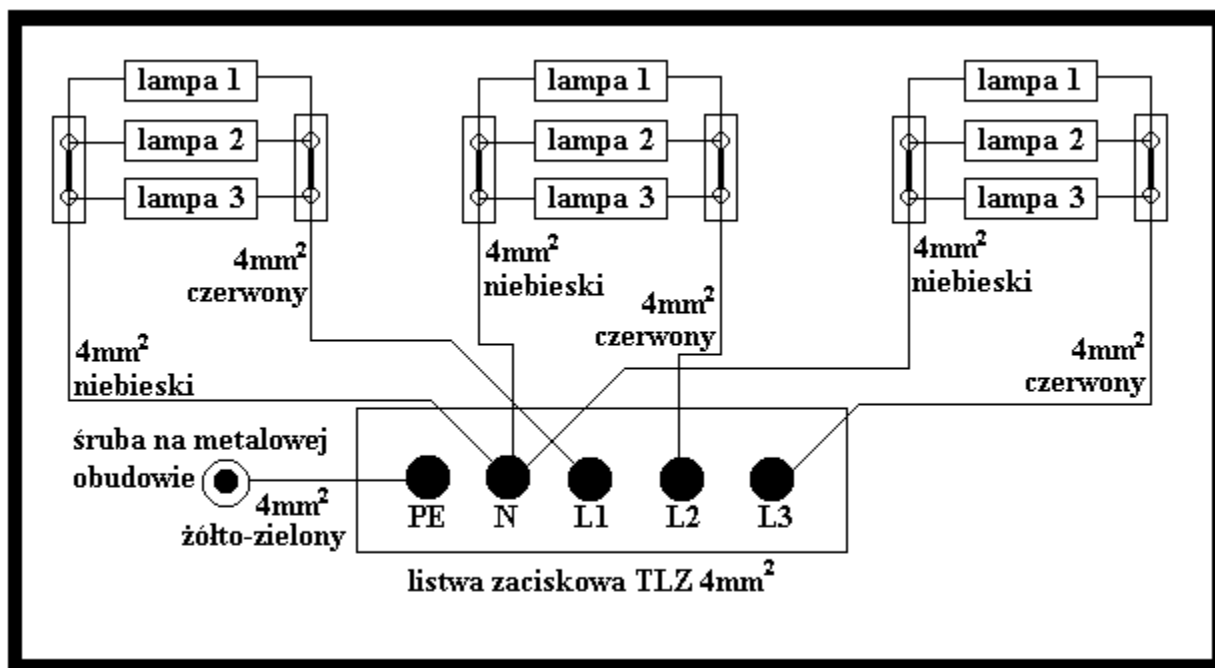 lampa 1
lampa 2
lampa 3
lampa 1
lampa 2
lampa 3
lampa 1
lampa 2
lampa 3
4mm²
czerwony
4mm²
niebieski
4mm²
niebieski
4mm²
czerwony
4mm²
niebieski
4mm²
czerwony
śruba na metalowej
obudowie
4mm²
żółto-zielony
PE N L1 L2 L3
listwa zaciskowa TLZ 4mm²